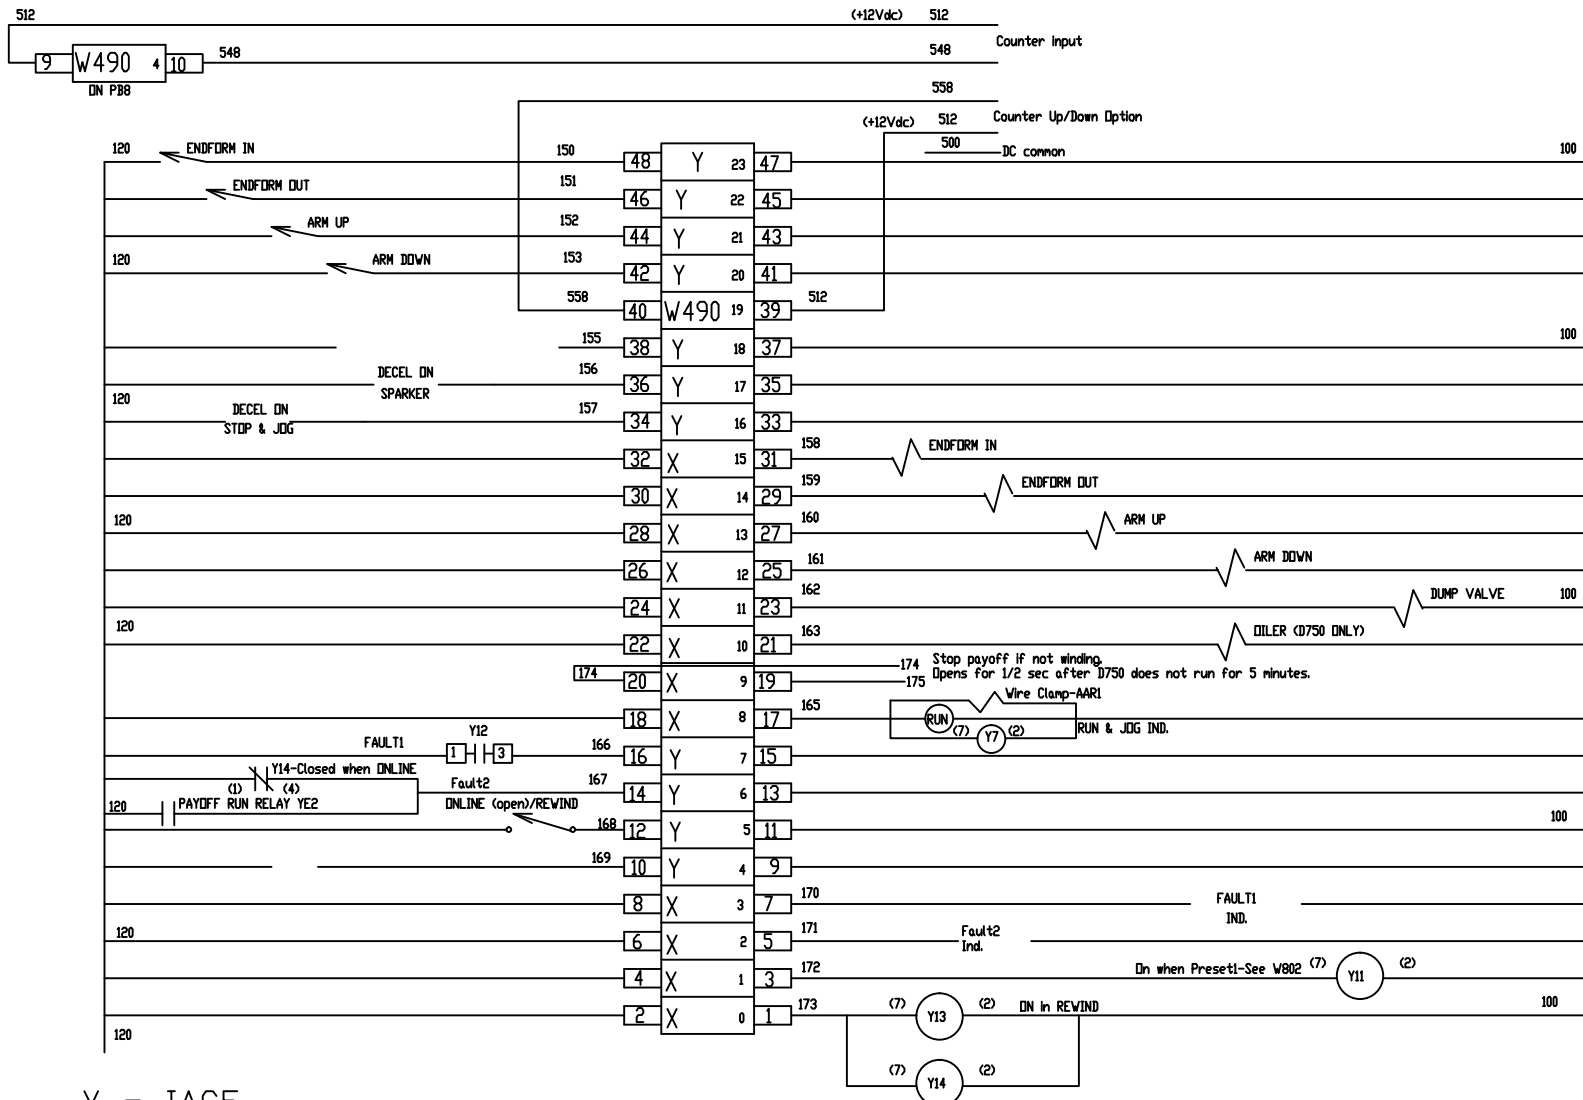 512 (+12Vdc) 512
Counter Input
9 W490 4 10 548 548
ON PB8
558
(+12Vdc) 512 Counter Up/Down Option
500 DC common
120 ENDFORM IN 150 48 Y 23 47 100
ENDFORM OUT 151 46 Y 22 45
ARM UP 152 44 Y 21 43
120 ARM DOWN 153 42 Y 20 41
558 40 W490 19 39 512
155 38 Y 18 37 100
DECEL ON 156 36 Y 17 35
SPARKER
120
DECEL ON 157 34 Y 16 33
STOP & JOG
32 X 15 31 158 ENDFORM IN
30 X 14 29 159 ENDFORM OUT
120 28 X 13 27 160 ARM UP
26 X 12 25 161 ARM DOWN
24 X 11 23 162 DUMP VALVE 100
120 22 X 10 21 163 OILER (D750 ONLY)
174 Stop payoff if not winding.
174 20 X 9 19 175 Opens for 1/2 sec after D750 does not run for 5 minutes.
Wire Clamp-AAR1
18 X 8 17 165 RUN RUN & JOG IND.
(7) Y7 (2)
Y12
FAULT1 1 3 166 16 Y 7 15
Y14-Closed when ONLINE
(1) (4) Fault2 167 14 Y 6 13
120 PAYOFF RUN RELAY YE2 ONLINE (open)/REWIND
168 12 Y 5 11 100
169 10 Y 4 9
8 X 3 7 170 FAULT1
IND.
120 6 X 2 5 171 Fault2
Ind.
4 X 1 3 172 On when Preset1-See W802 (7) Y11 (2)
2 X 0 1 173 (7) Y13 (2) ON in REWIND 100
120
(7) Y14 (2)